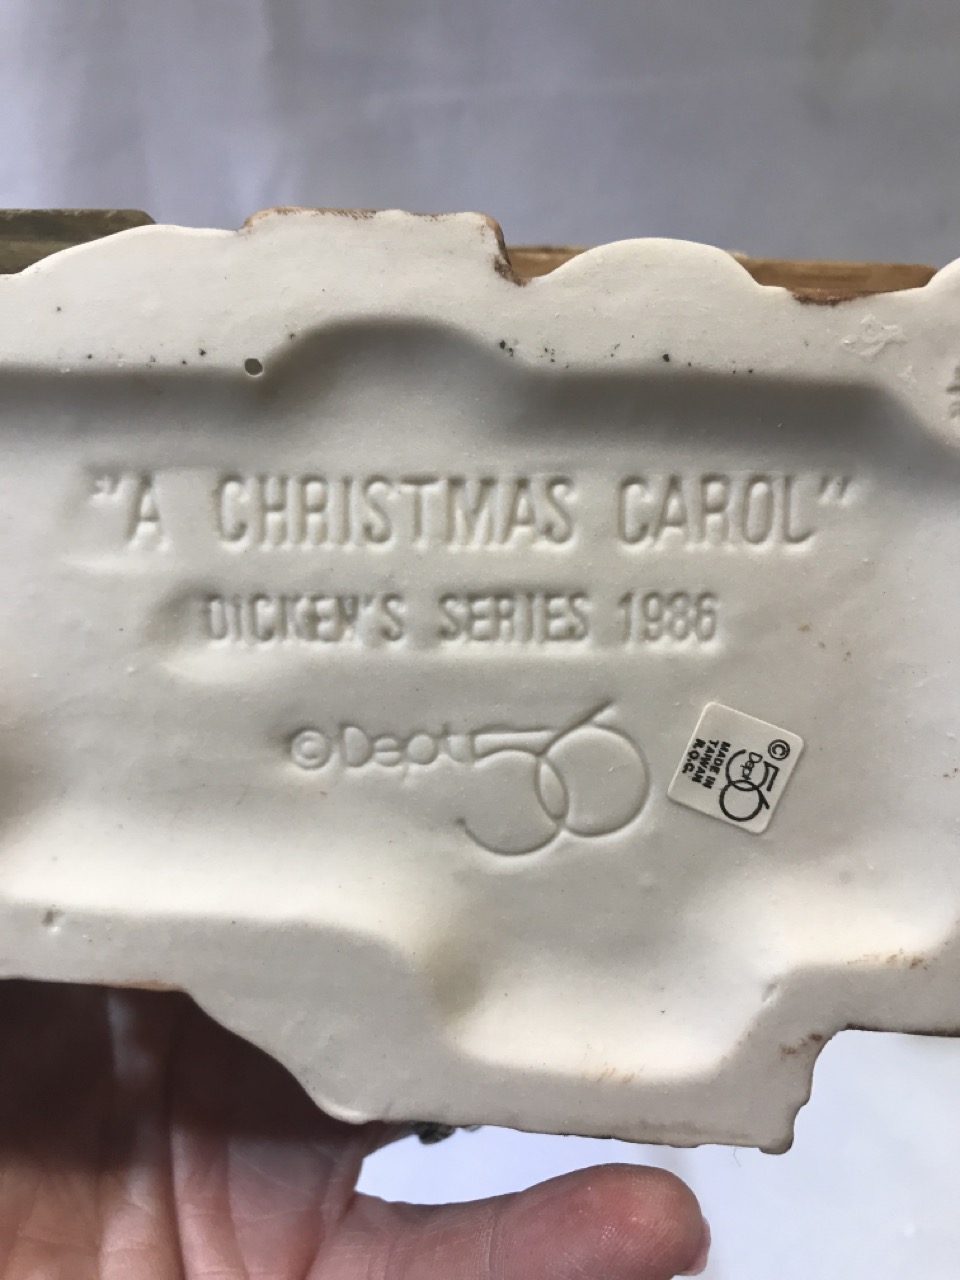 "A CHRISTMAS CAROL"
DICKEN'S SERIES 1986
©Dept 56
©Dept 56
MADE IN
TAIWAN
R.O.C.